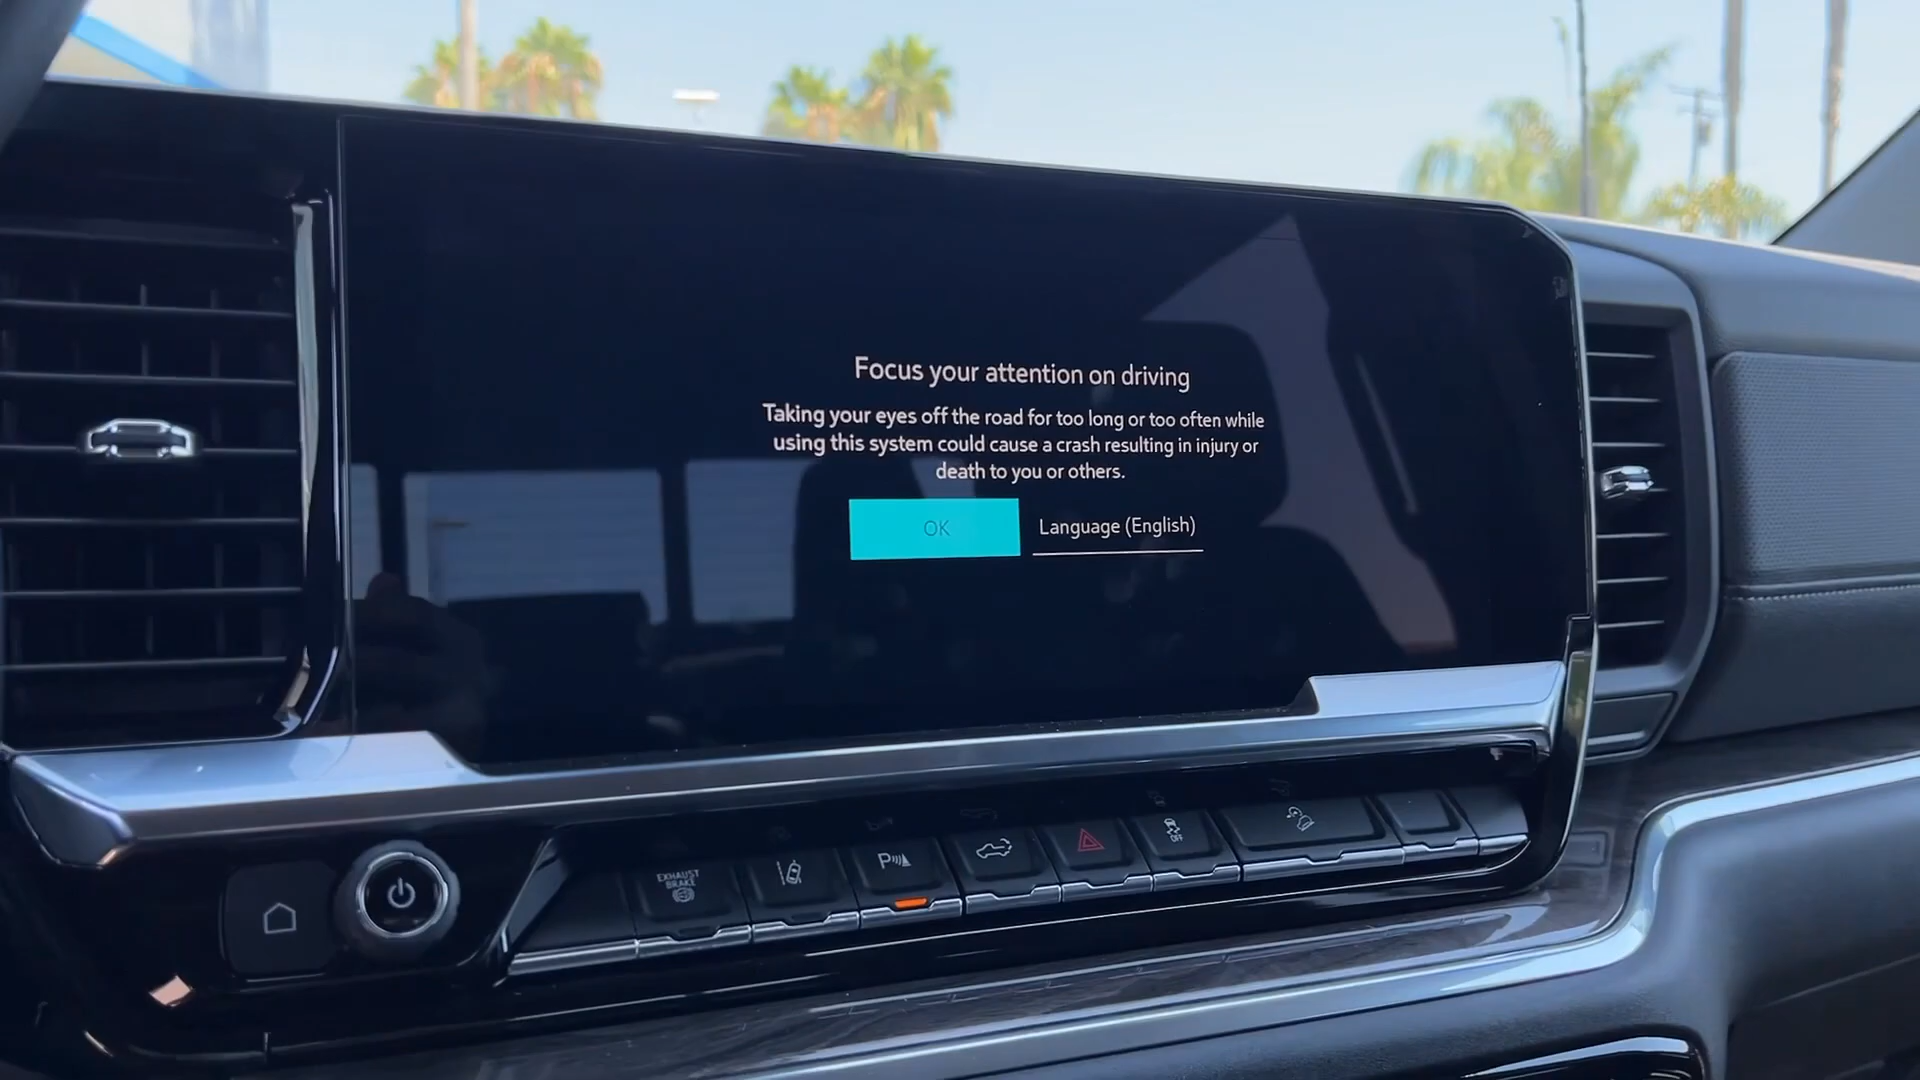 Focus your attention on driving
Taking your eyes off the road for too long or too often while
using this system could cause a crash resulting in injury or
death to you or others.
OK
Language (English)
EXHAUST
BRAKE
P
OFF